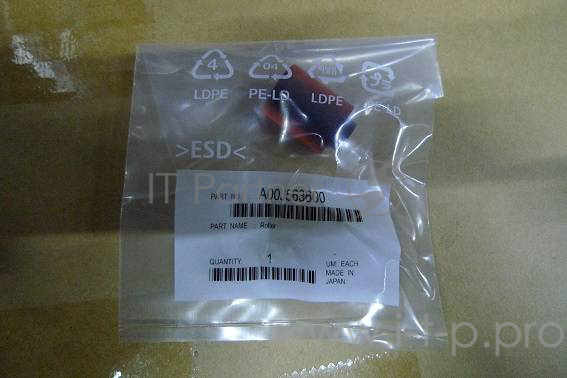 4 04
LDPE PE-LD LDPE
>ESD<
IT
PART NO. A00J563600
PART NAME : Roller
QUANTITY: 1 UM: EACH
MADE IN
JAPAN
it-p.pro